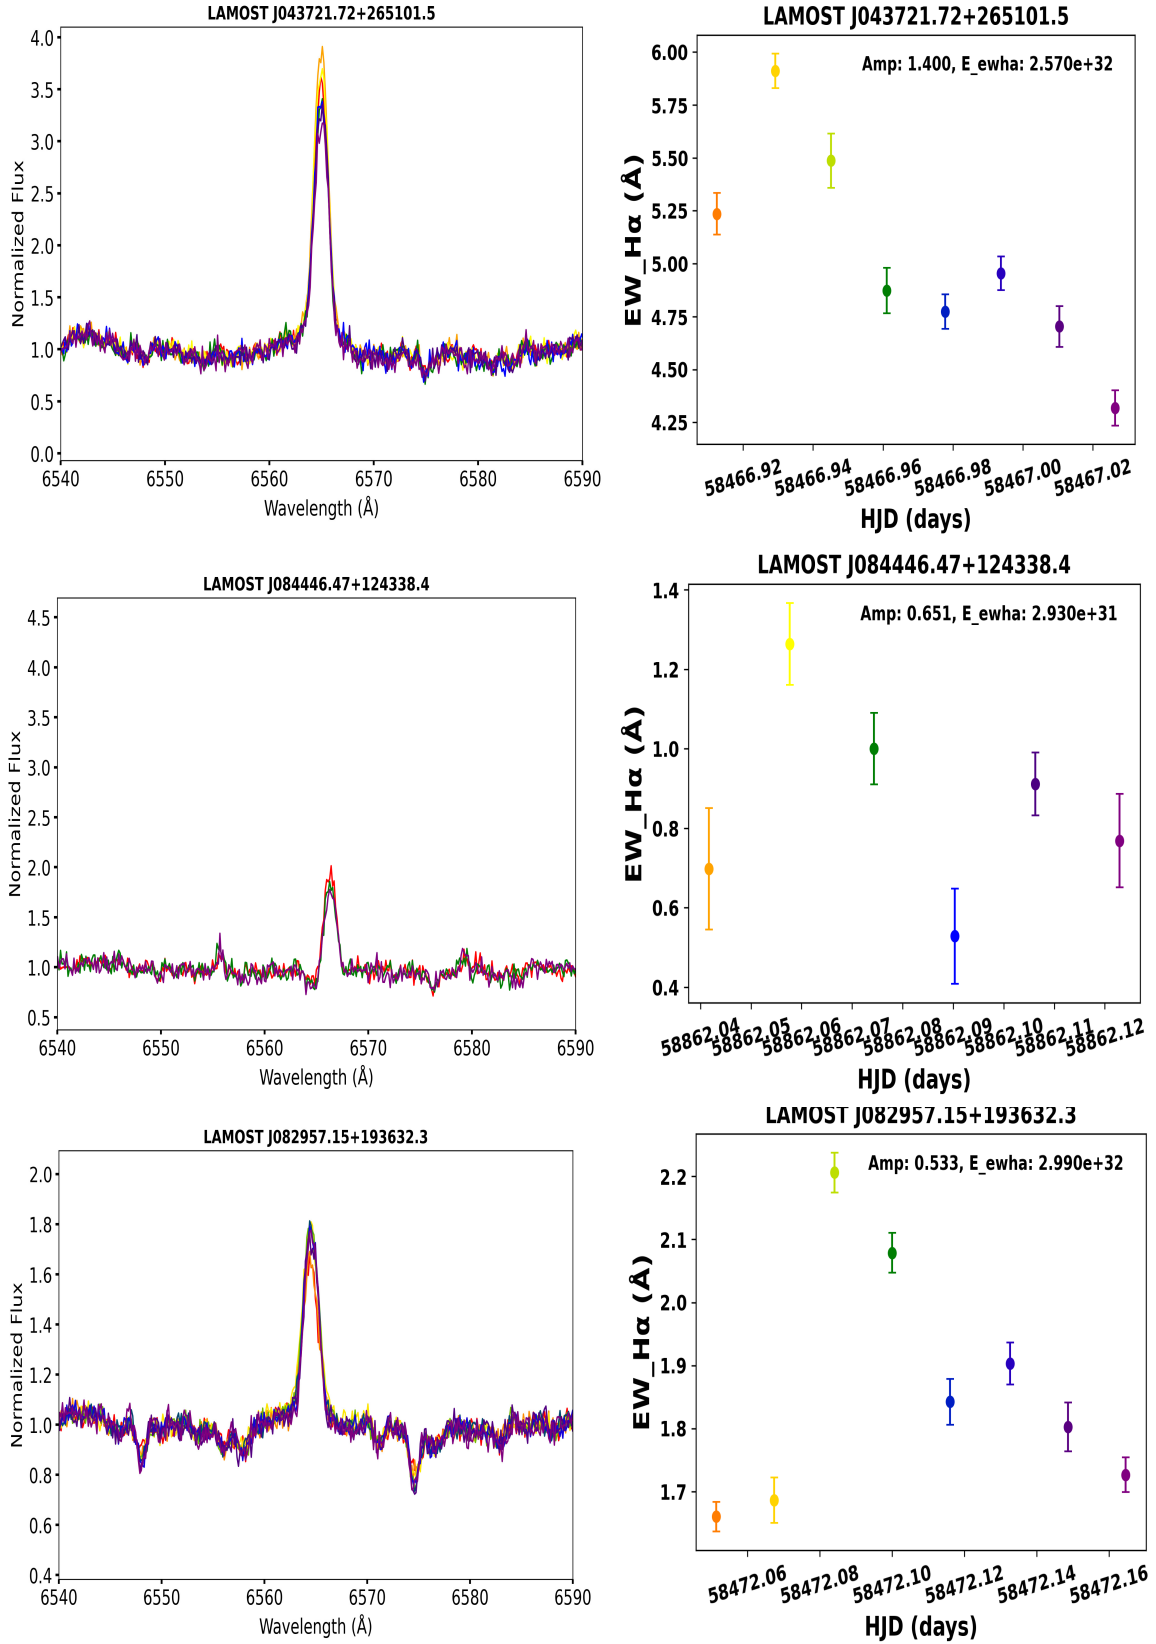 LAMOST J043721.72+265101.5
4.0
3.5
3.0
2.5
2.0
1.5
1.0
0.5
0.0
Normalized Flux
6540 6550 6560 6570 6580 6590
Wavelength (Å)
LAMOST J043721.72+265101.5
Amp: 1.400, E_ewha: 2.570e+32
6.00
5.75
5.50
5.25
5.00
4.75
4.50
4.25
EW_Hα (Å)
58466.92 58466.94 58466.96 58466.98 58467.00 58467.02
HJD (days)
LAMOST J084446.47+124338.4
4.5
4.0
3.5
3.0
2.5
2.0
1.5
1.0
0.5
Normalized Flux
6540 6550 6560 6570 6580 6590
Wavelength (Å)
LAMOST J084446.47+124338.4
Amp: 0.651, E_ewha: 2.930e+31
1.4
1.2
1.0
0.8
0.6
0.4
EW_Hα (Å)
58862.04 58862.05 58862.06 58862.07 58862.08 58862.09 58862.10 58862.11 58862.12
HJD (days)
LAMOST J082957.15+193632.3
2.0
1.8
1.6
1.4
1.2
1.0
0.8
0.6
0.4
Normalized Flux
6540 6550 6560 6570 6580 6590
Wavelength (Å)
LAMOST J082957.15+193632.3
Amp: 0.533, E_ewha: 2.990e+32
2.2
2.1
2.0
1.9
1.8
1.7
EW_Hα (Å)
58472.06 58472.08 58472.10 58472.12 58472.14 58472.16
HJD (days)